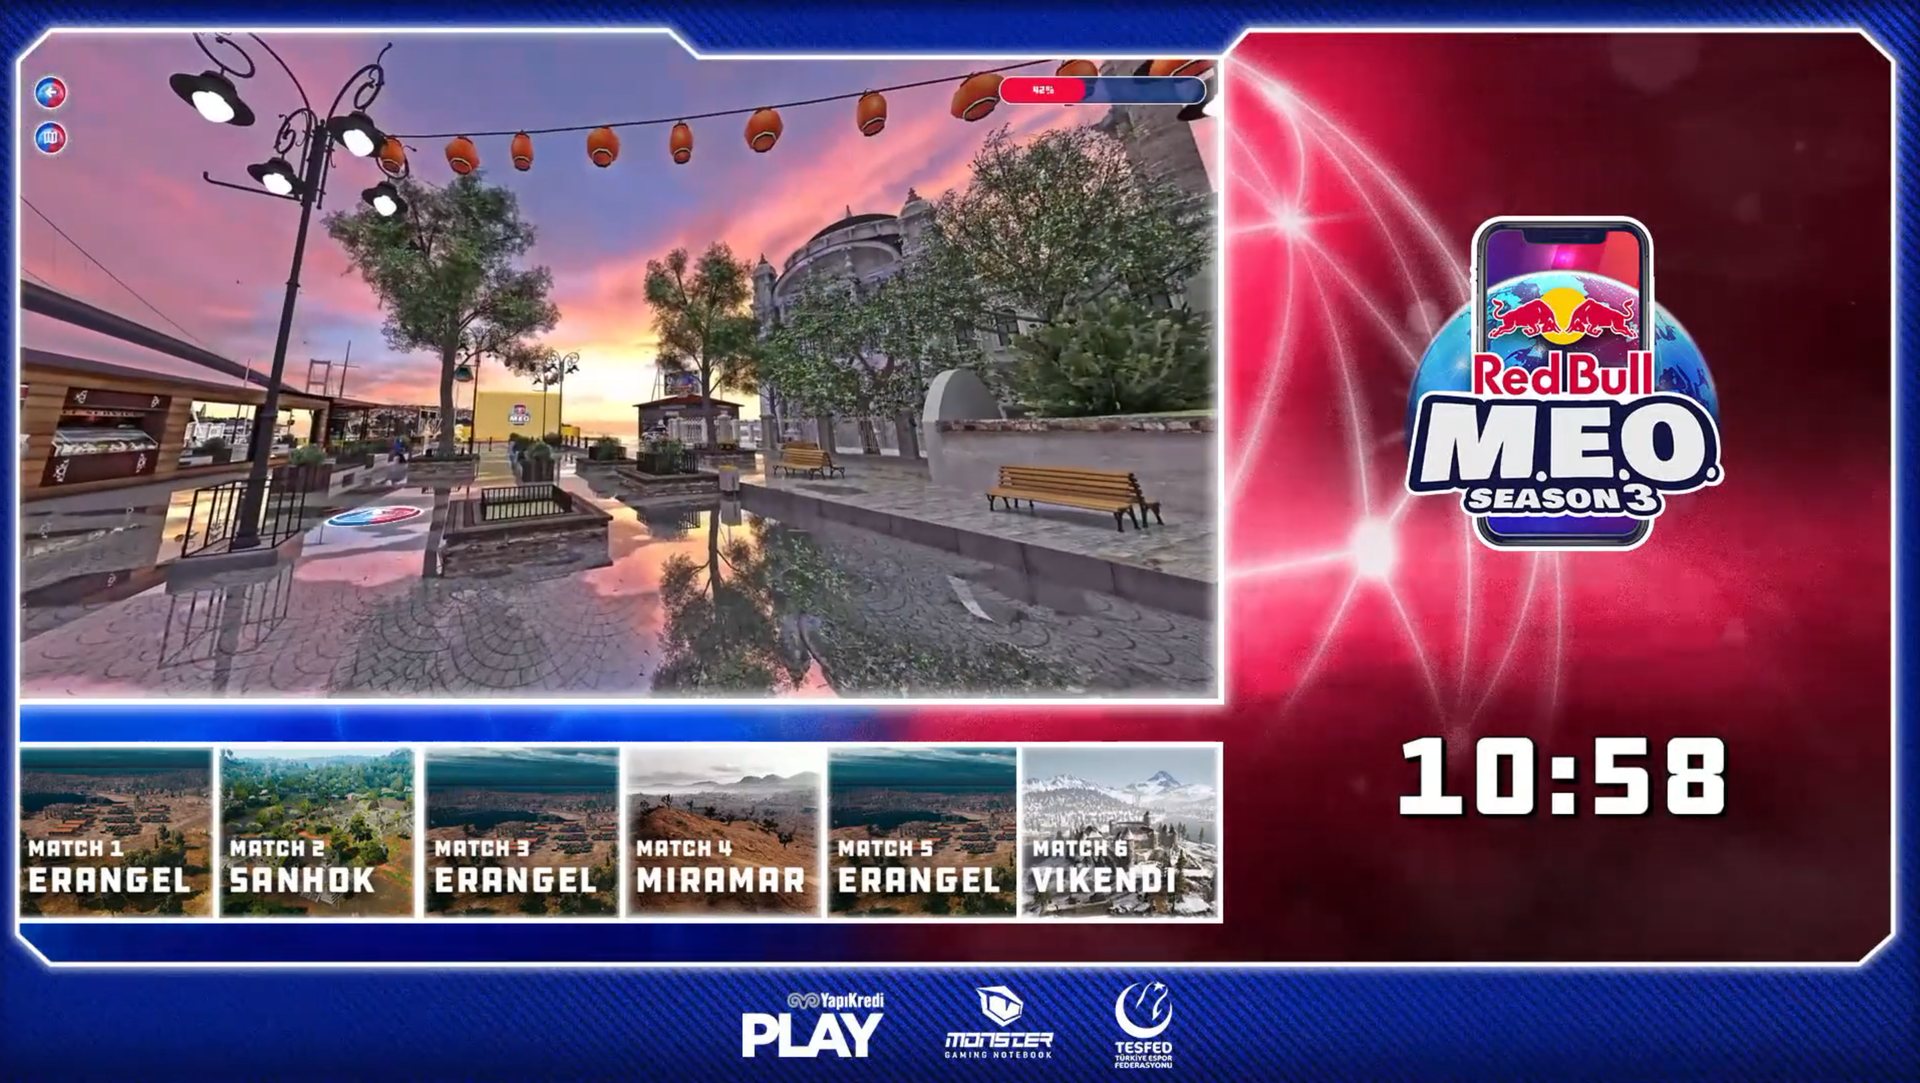 42%
M.E.O.
Red Bull
M.E.O.
SEASON 3
10:58
MATCH 1
ERANGEL
MATCH 2
SANHOK
MATCH 3
ERANGEL
MATCH 4
MIRAMAR
MATCH 5
ERANGEL
MATCH 6
VIKENDI
YapıKredi
PLAY
MONSTER
GAMING NOTEBOOK
TESFED
TÜRKİYE ESPOR
FEDERASYONU